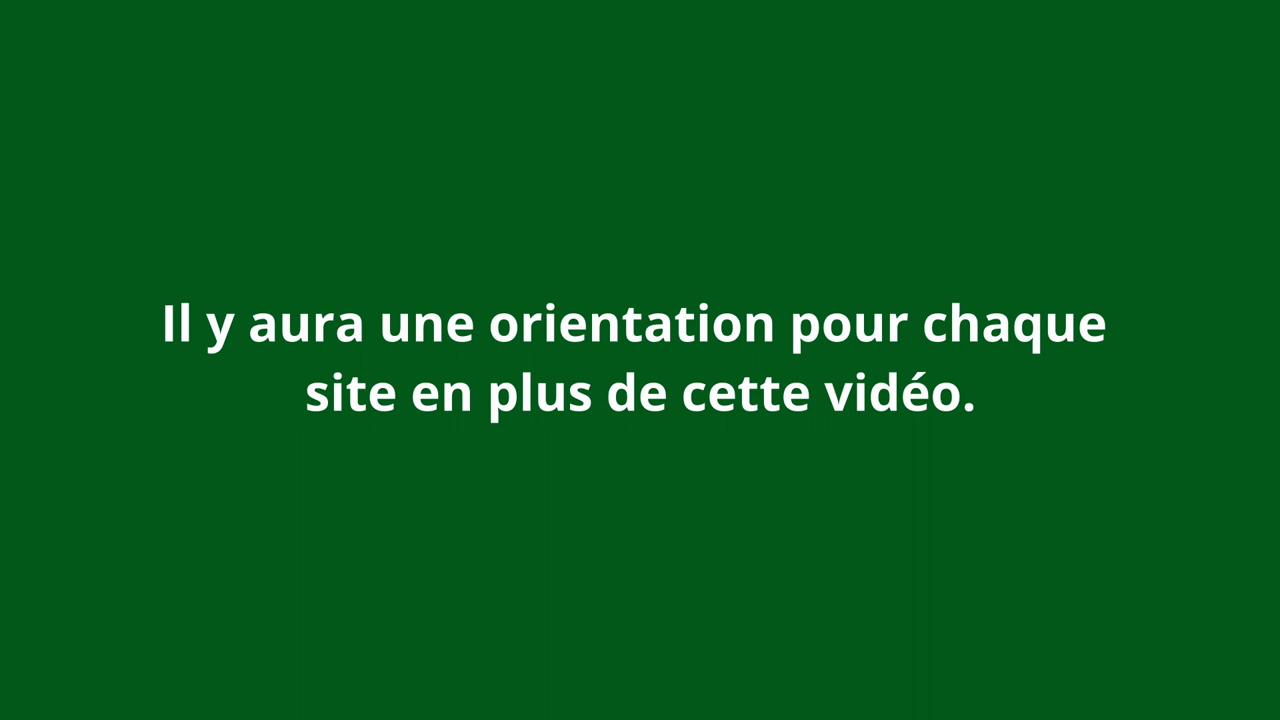 Il y aura une orientation pour chaque
site en plus de cette vidéo.